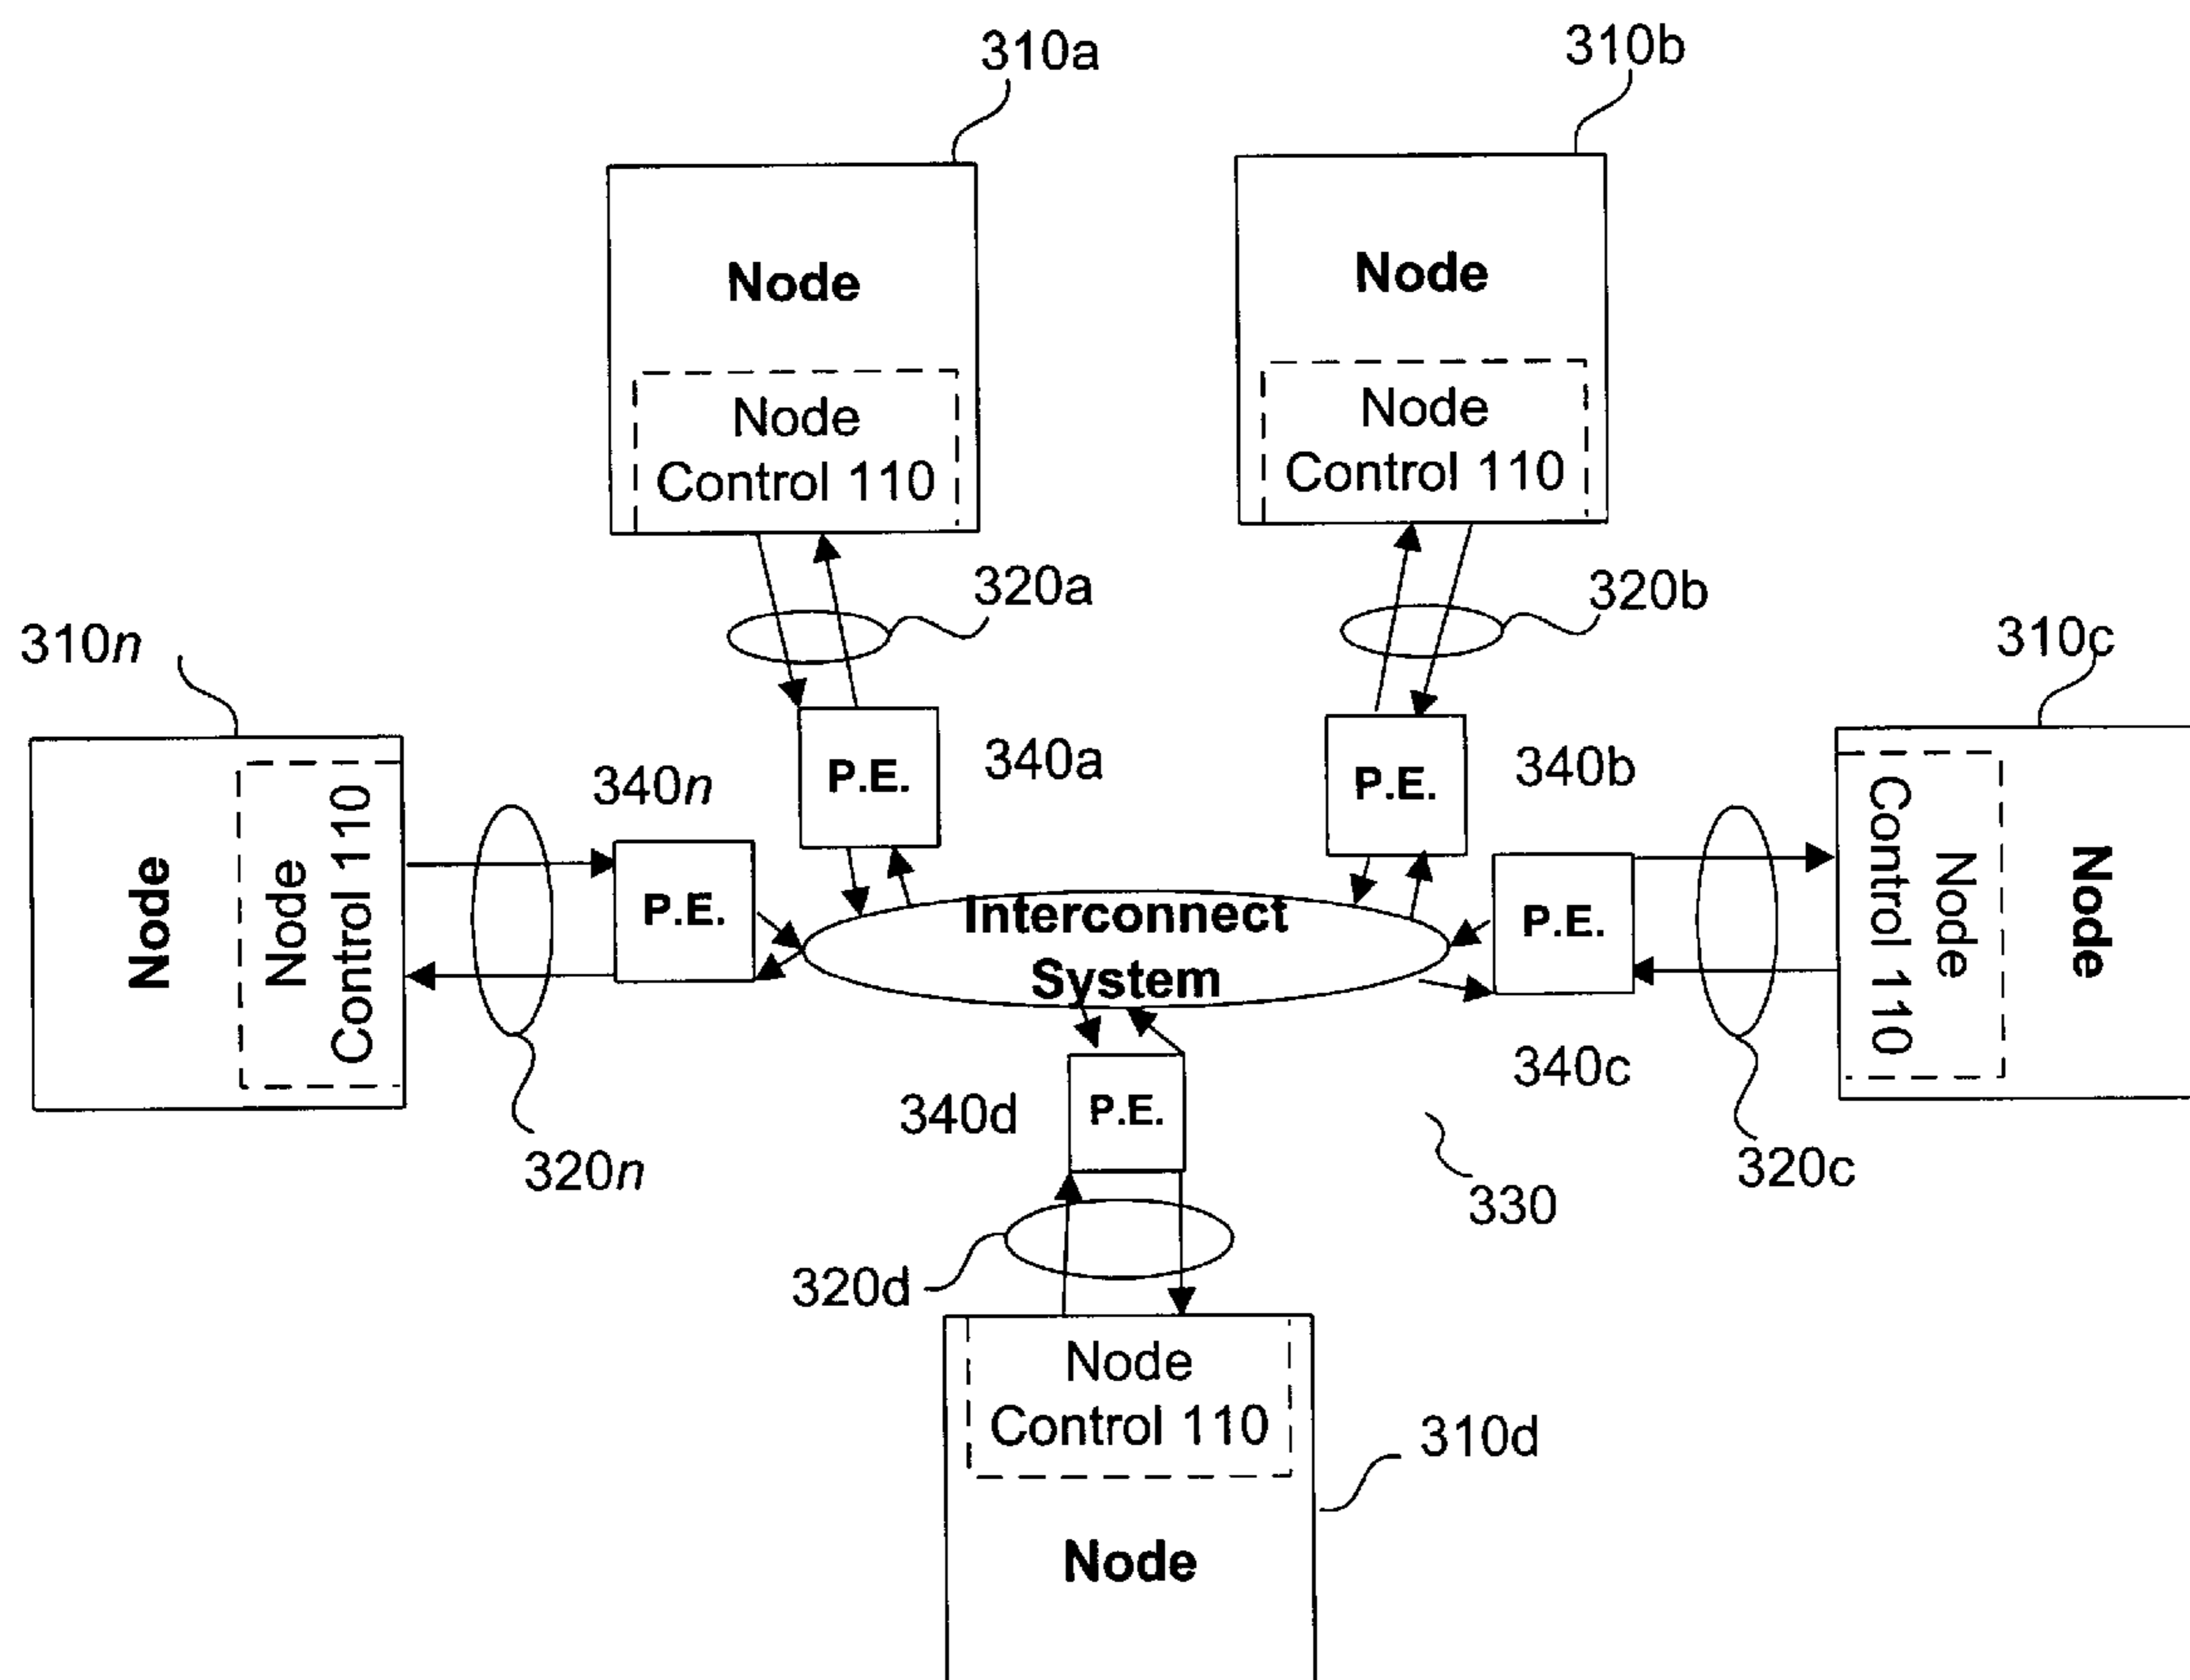 310a
310b
Node
Node
Control 110
Node
Node
Control 110
320a
320b
310n
310c
Node
Node
Control 110
340n
P.E.
340a
P.E.
P.E.
340b
P.E.
Node
Control 110
Node
Interconnect
System
340d
P.E.
340c
320n
330
320c
320d
Node
Control 110
Node
310d